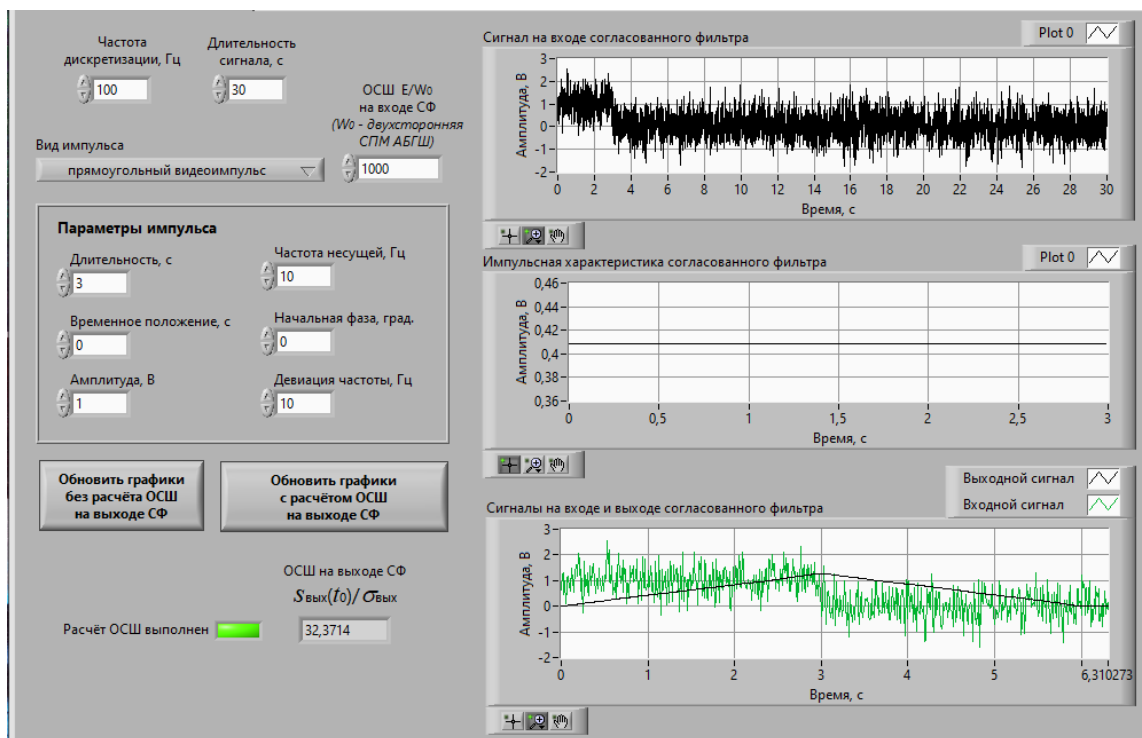 Частота
дискретизации, Гц
100
Длительность
сигнала, с
30
ОСШ E/W₀
на входе СФ
(W₀ - двухсторонняя
СПМ АБГШ)
1000
Вид импульса
прямоугольный видеоимпульс
Параметры импульса
Длительность, с
3
Частота несущей, Гц
10
Временное положение, с
0
Начальная фаза, град.
0
Амплитуда, В
1
Девиация частоты, Гц
10
Обновить графики
без расчёта ОСШ
на выходе СФ
Обновить графики
с расчётом ОСШ
на выходе СФ
ОСШ на выходе СФ
Sвых(t₀)/σвых
Расчёт ОСШ выполнен
32,3714
Сигнал на входе согласованного фильтра
Plot 0
Амплитуда, В
3
2
1
0
-1
-2
0 2 4 6 8 10 12 14 16 18 20 22 24 26 28 30
Время, с
Импульсная характеристика согласованного фильтра
Plot 0
Амплитуда, В
0,46
0,44
0,42
0,4
0,38
0,36
0 0,5 1 1,5 2 2,5 3
Время, с
Выходной сигнал
Входной сигнал
Сигналы на входе и выходе согласованного фильтра
Амплитуда, В
3
2
1
0
-1
-2
0 1 2 3 4 5 6,310273
Время, с